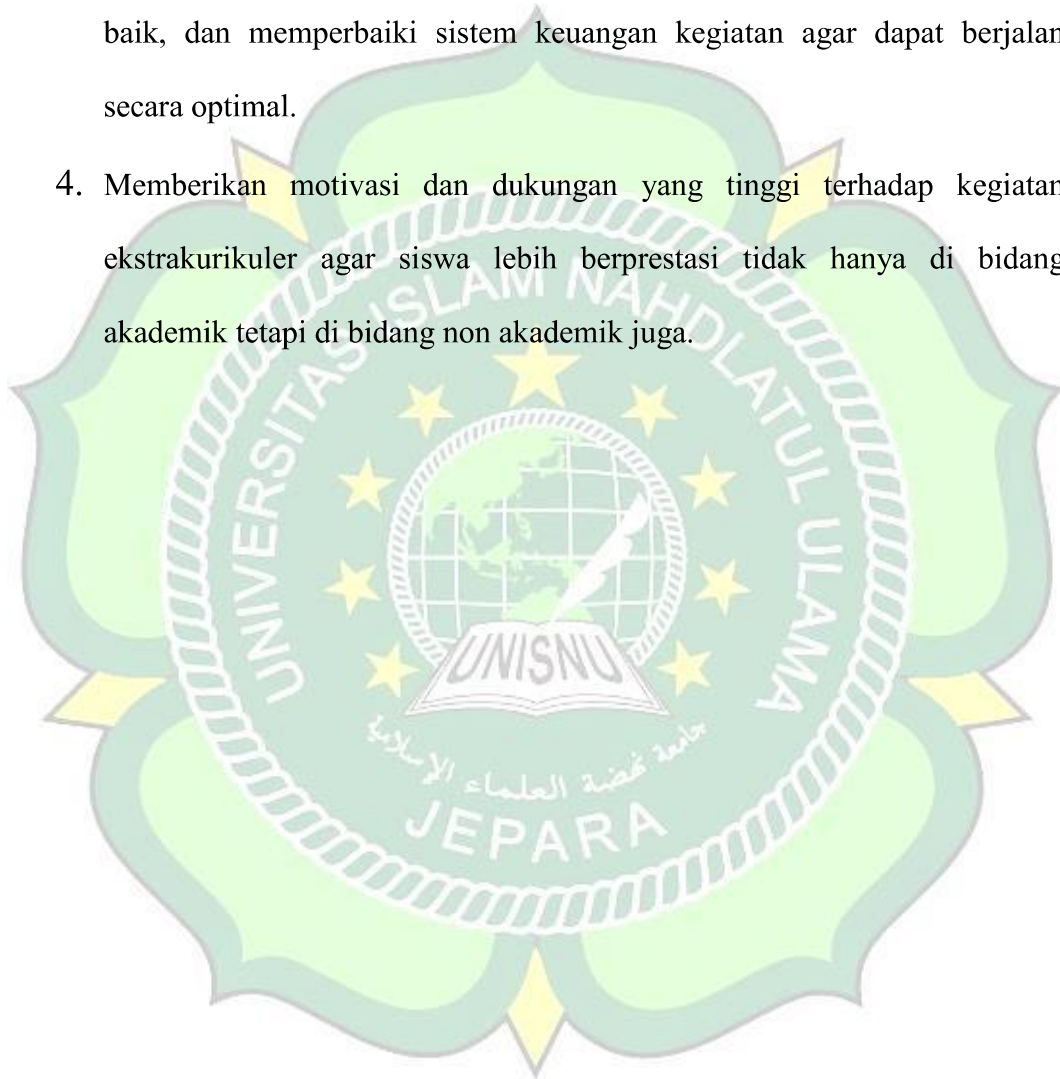 baik, dan memperbaiki sistem keuangan kegiatan agar dapat berjalan
secara optimal.
4. Memberikan motivasi dan dukungan yang tinggi terhadap kegiatan
ekstrakurikuler agar siswa lebih berprestasi tidak hanya di bidang
akademik tetapi di bidang non akademik juga.
UNIVERSITAS ISLAM NAHDLATUL ULAMA
UNISNU
جامعة نهضة العلماء الإسلامية
JEPARA